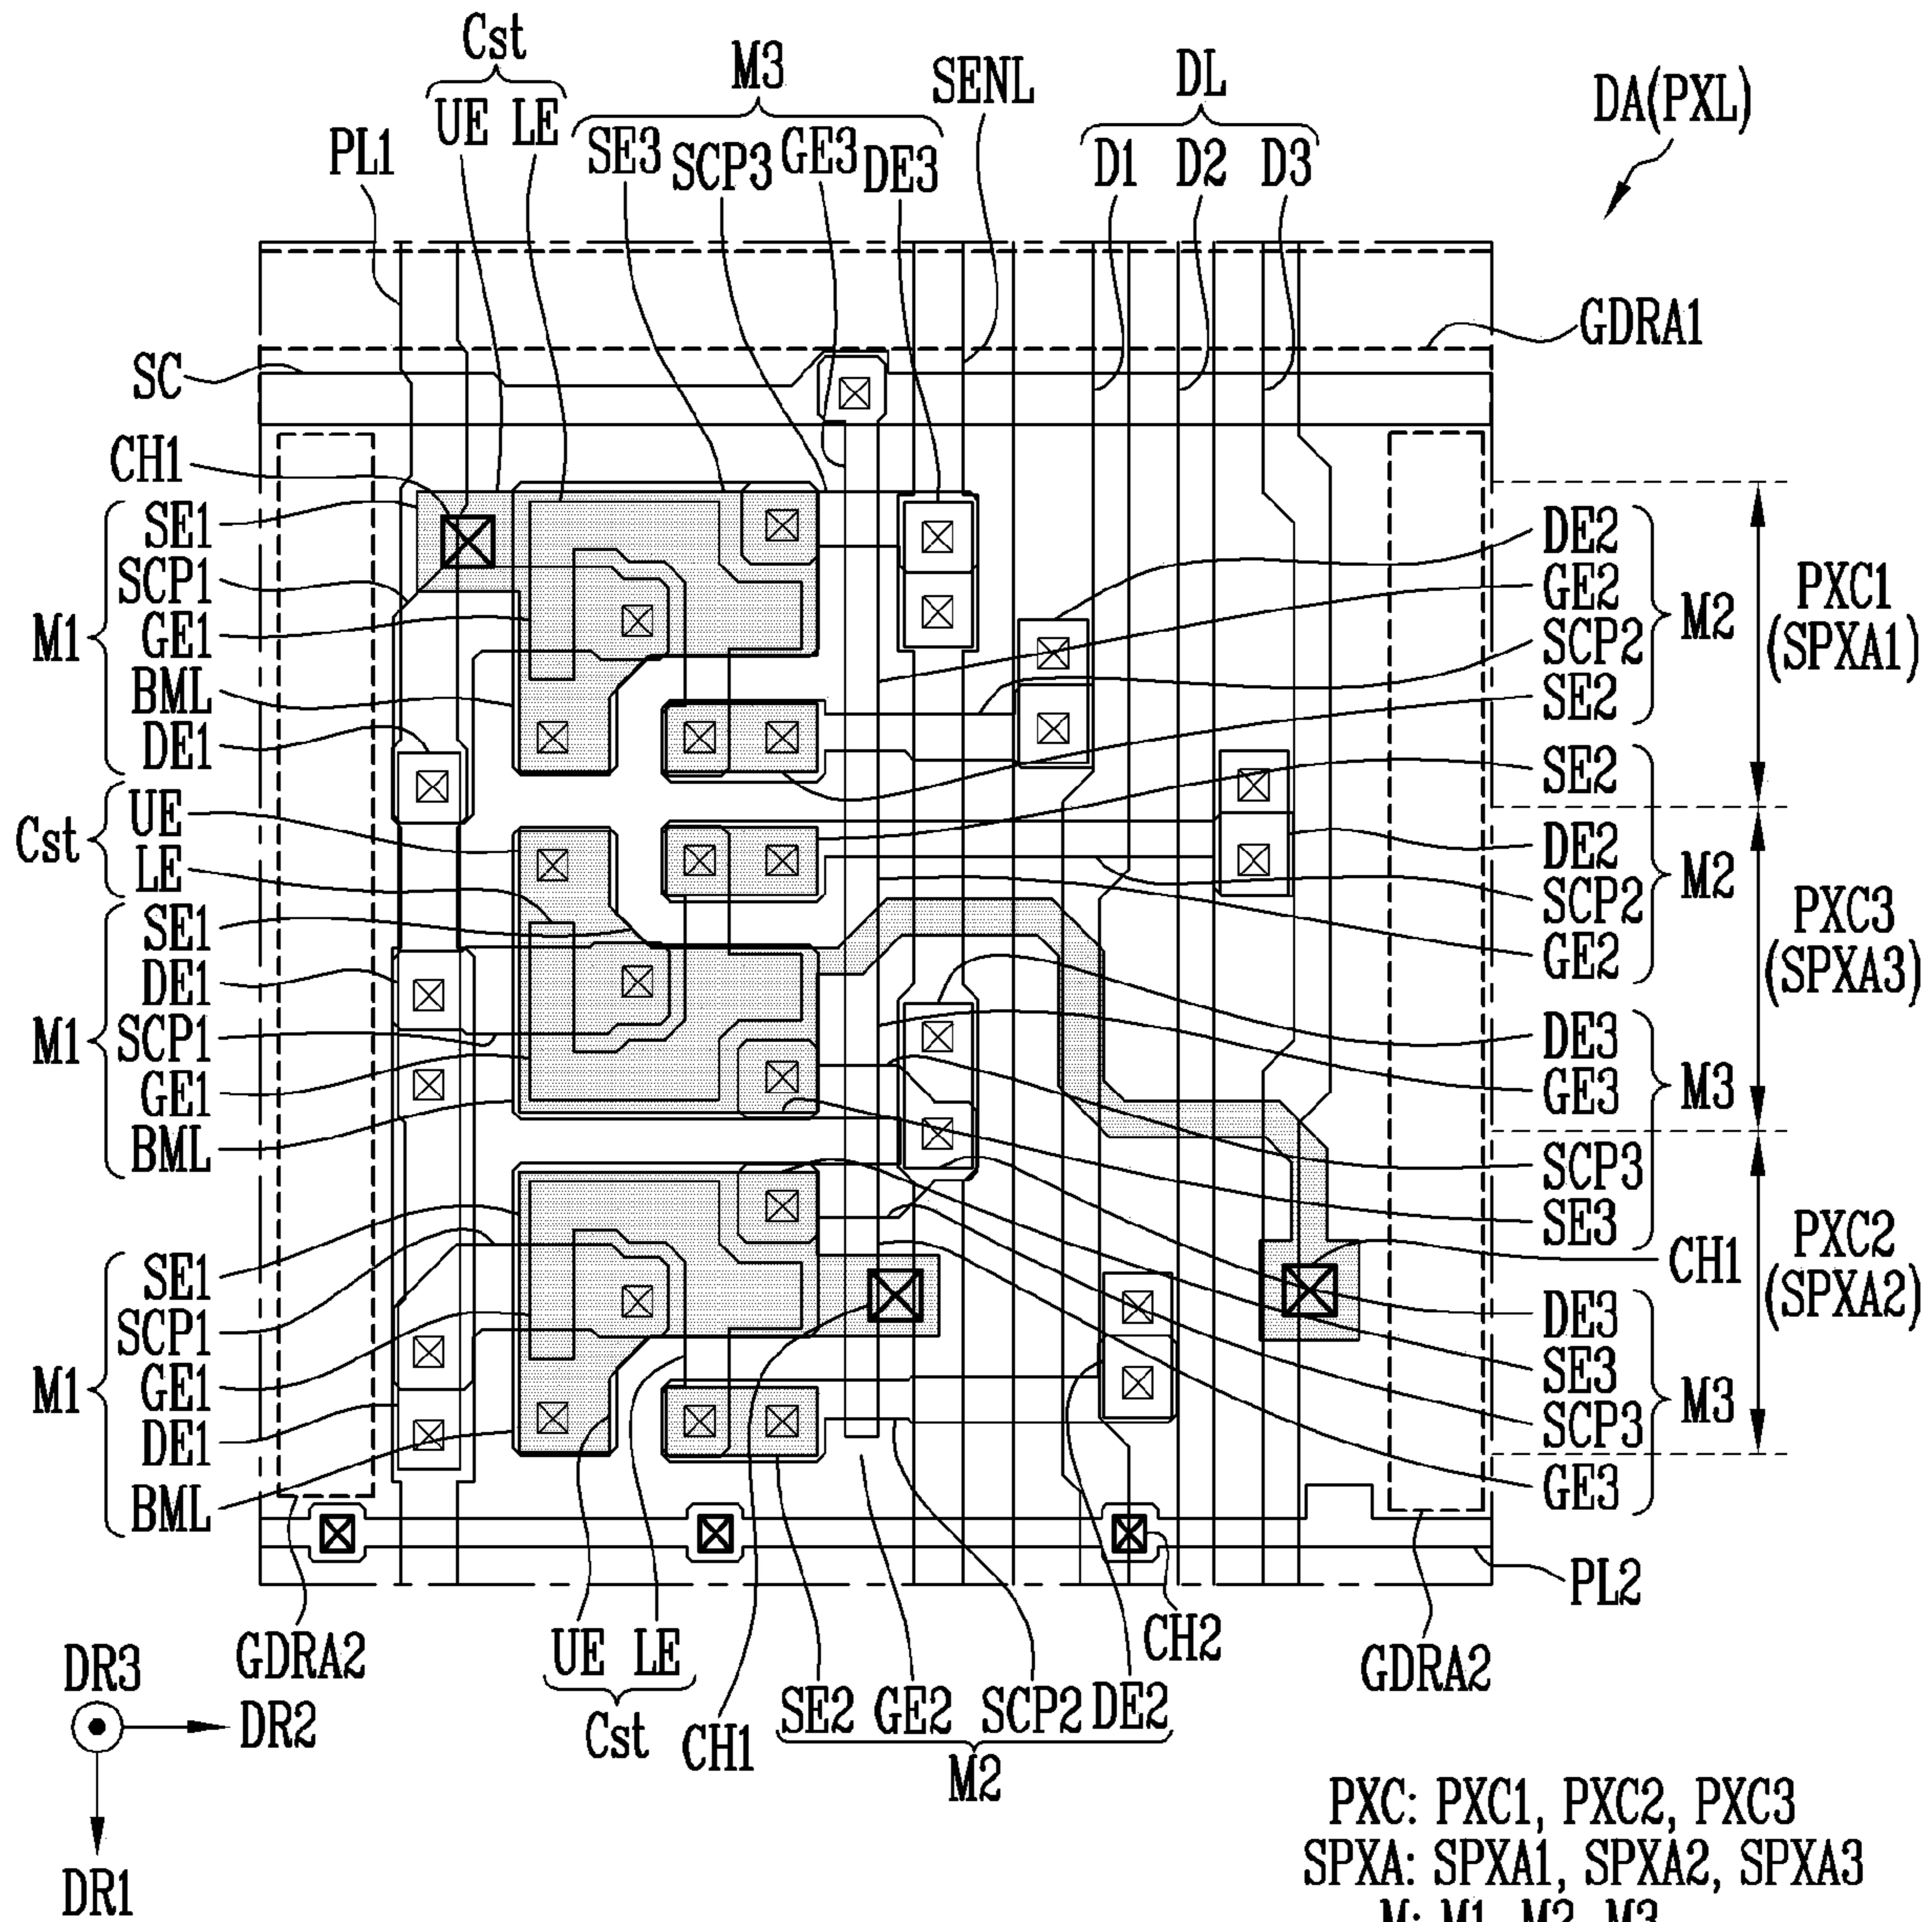 Cst
UE LE
M3
SE3 SCP3 GE3 DE3
SENL
DL
D1 D2 D3
DA(PXL)
PL1
GDRA1
SC
CH1
M1
SE1
SCP1
GE1
BML
DE1
Cst
UE
LE
M1
SE1
DE1
SCP1
GE1
BML
M1
SE1
SCP1
GE1
DE1
BML
DE2
GE2
SCP2
SE2
M2
PXC1
(SPXA1)
SE2
DE2
SCP2
GE2
M2
PXC3
(SPXA3)
DE3
GE3
SCP3
SE3
M3
CH1
PXC2
(SPXA2)
DE3
SE3
SCP3
GE3
M3
PL2
GDRA2
UE LE
Cst
CH1
SE2 GE2 SCP2 DE2
M2
CH2
GDRA2
DR3
DR2
DR1
PXC: PXC1, PXC2, PXC3
SPXA: SPXA1, SPXA2, SPXA3
M: M1, M2, M3